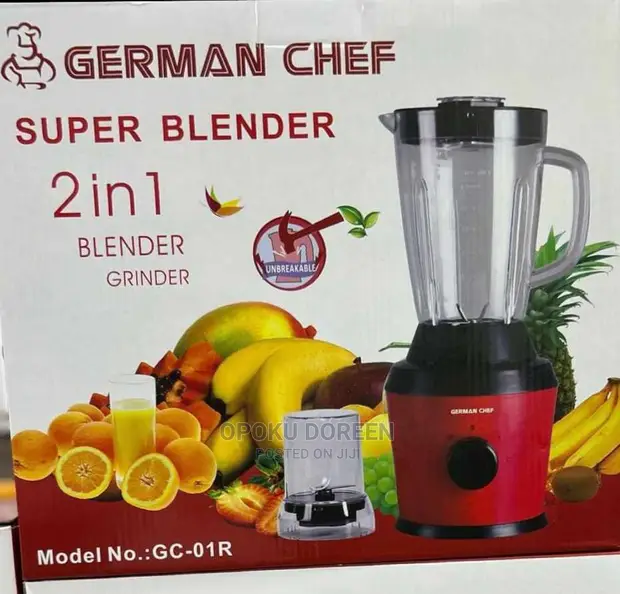 GERMAN CHEF
SUPER BLENDER
2in1
BLENDER
GRINDER
UNBREAKABLE
GERMAN CHEF
OPOKU DOREEN
POSTED ON JIJI
Model No.:GC-01R